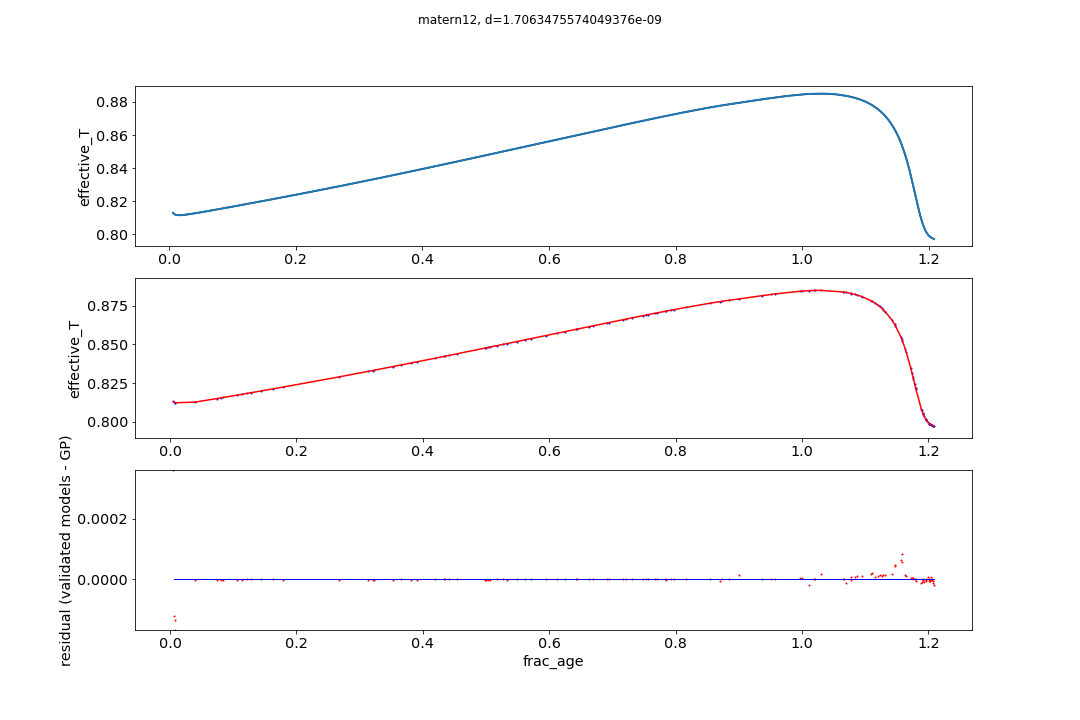 matern12, d=1.7063475574049376e-09
effective_T
0.88
0.86
0.84
0.82
0.80
0.0 0.2 0.4 0.6 0.8 1.0 1.2
effective_T
0.875
0.850
0.825
0.800
0.0 0.2 0.4 0.6 0.8 1.0 1.2
residual (validated models - GP)
0.0002
0.0000
0.0 0.2 0.4 0.6 0.8 1.0 1.2
frac_age